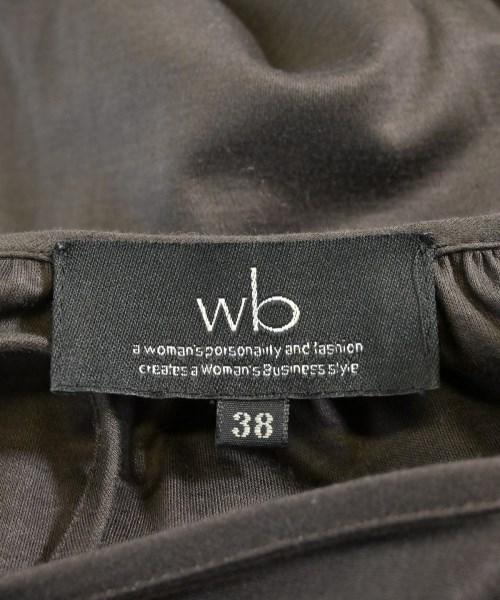 wb
a woman's personality and fashion
creates a Woman's Business style
38